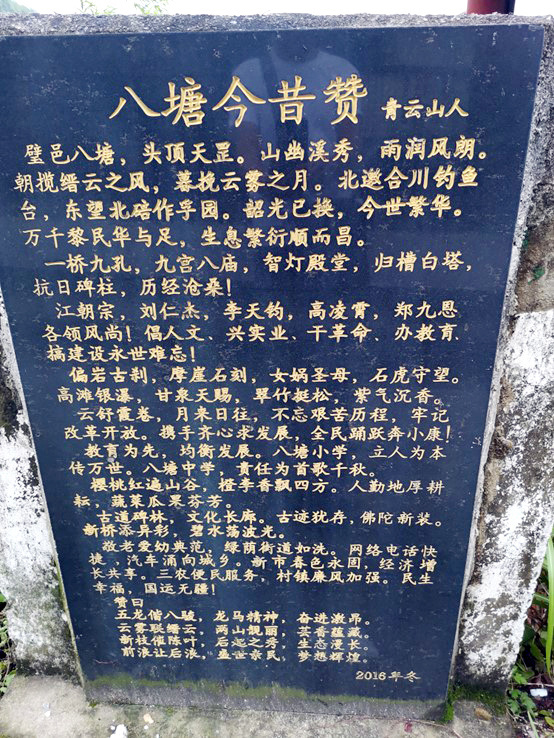 八塘今昔赞 青云山人
璧邑八塘，头顶天罡。山幽溪秀，雨润风朗。
朝揽缙云之风，暮挽云雾之月。北邀合川钓鱼
台，东望北碚作孚园。韶光已换，今世繁华。
万千黎民华与足，生息繁衍顺而昌。
一桥九孔，九宫八庙，智灯殿堂，归槽白塔，
抗日碑柱，历经沧桑！
江朝宗，刘仁杰，李天钧，高凌霄，郑九恩
各领风尚！倡人文、兴实业、干革命、办教育、
搞建设永世难忘！
偏岩古刹，摩崖石刻，女娲圣母，石虎守望。
高滩银瀑，甘来天赐，翠竹挺松，紫气沉香。
云舒霞卷，月来日往，不忘艰苦历程，牢记
改革开放。携手齐心求发展，全民踊跃奔小康！
教育为先，均衡发展。八塘小学，立人为本
传万世。八塘中学，责任为首歌千秋。
樱桃红遍山谷，橙李香飘四方。人勤地厚耕
耘，蔬菜瓜果芬芳。
古道碑林，文化长廊。古迹犹存，佛陀新装。
新桥添异彩，碧水荡波光。
敬老爱幼典范，绿荫街道如洗。网络电话快
捷，汽车涌向城乡。新市春色永固，经济增
长共享。三农便民服务，村镇廉风加强。民生
幸福，国运无疆！
赞曰
五龙偕八骏，龙马精神，奋进激昂。
云雾联缙云，两山靓丽，芸香蕴藏。
新枝催陈叶，后起之秀，生态漫长。
前浪让后浪，盛世亲民，梦想辉煌。
2016年冬